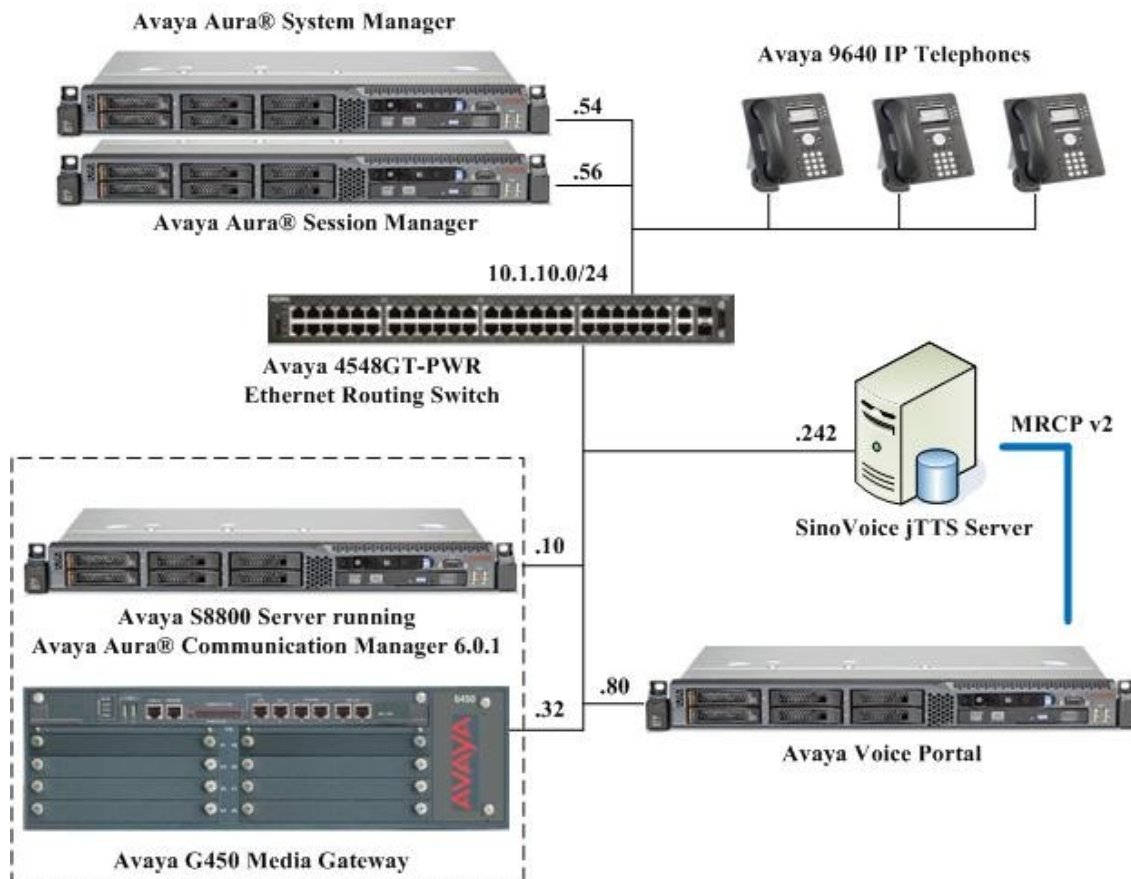 Avaya Aura® System Manager
.54
.56
Avaya Aura® Session Manager
Avaya 9640 IP Telephones
10.1.10.0/24
Avaya 4548GT-PWR
Ethernet Routing Switch
.242
MRCP v2
SinoVoice jTTS Server
.10
Avaya S8800 Server running
Avaya Aura® Communication Manager 6.0.1
.32
.80
G450
AVAYA
Avaya G450 Media Gateway
Avaya Voice Portal